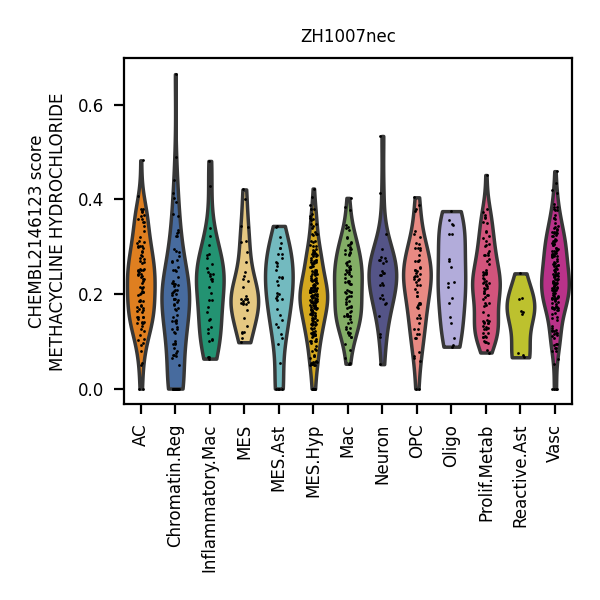 ZH1007nec
CHEMBL2146123 score
METHACYCLINE HYDROCHLORIDE
0.6
0.4
0.2
0.0
AC
Chromatin.Reg
Inflammatory.Mac
MES
MES.Ast
MES.Hyp
Mac
Neuron
OPC
Oligo
Prolif.Metab
Reactive.Ast
Vasc